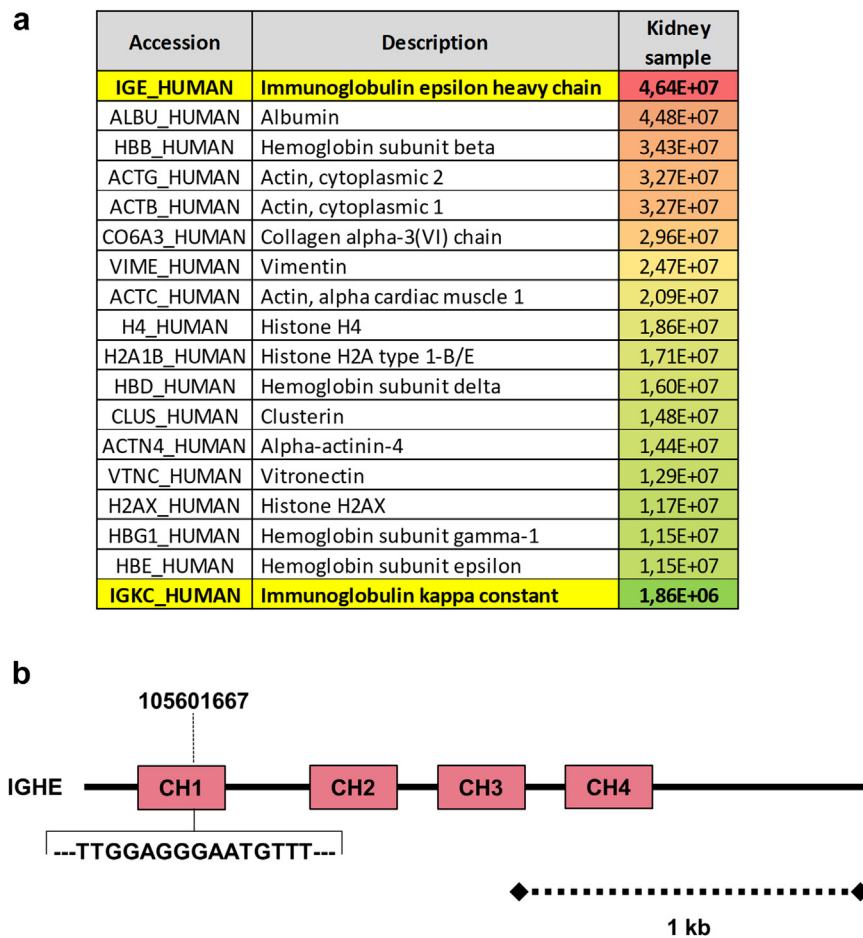 a
Accession Description Kidney sample
IGE_HUMAN Immunoglobulin epsilon heavy chain 4,64E+07
ALBU_HUMAN Albumin 4,48E+07
HBB_HUMAN Hemoglobin subunit beta 3,43E+07
ACTG_HUMAN Actin, cytoplasmic 2 3,27E+07
ACTB_HUMAN Actin, cytoplasmic 1 3,27E+07
CO6A3_HUMAN Collagen alpha-3(VI) chain 2,96E+07
VIME_HUMAN Vimentin 2,47E+07
ACTC_HUMAN Actin, alpha cardiac muscle 1 2,09E+07
H4_HUMAN Histone H4 1,86E+07
H2A1B_HUMAN Histone H2A type 1-B/E 1,71E+07
HBD_HUMAN Hemoglobin subunit delta 1,60E+07
CLUS_HUMAN Clusterin 1,48E+07
ACTN4_HUMAN Alpha-actinin-4 1,44E+07
VTNC_HUMAN Vitronectin 1,29E+07
H2AX_HUMAN Histone H2AX 1,17E+07
HBG1_HUMAN Hemoglobin subunit gamma-1 1,15E+07
HBE_HUMAN Hemoglobin subunit epsilon 1,15E+07
IGKC_HUMAN Immunoglobulin kappa constant 1,86E+06
b
105601667
IGHE CH1 CH2 CH3 CH4
---TTGGAGGGAATGTTT---
1 kb